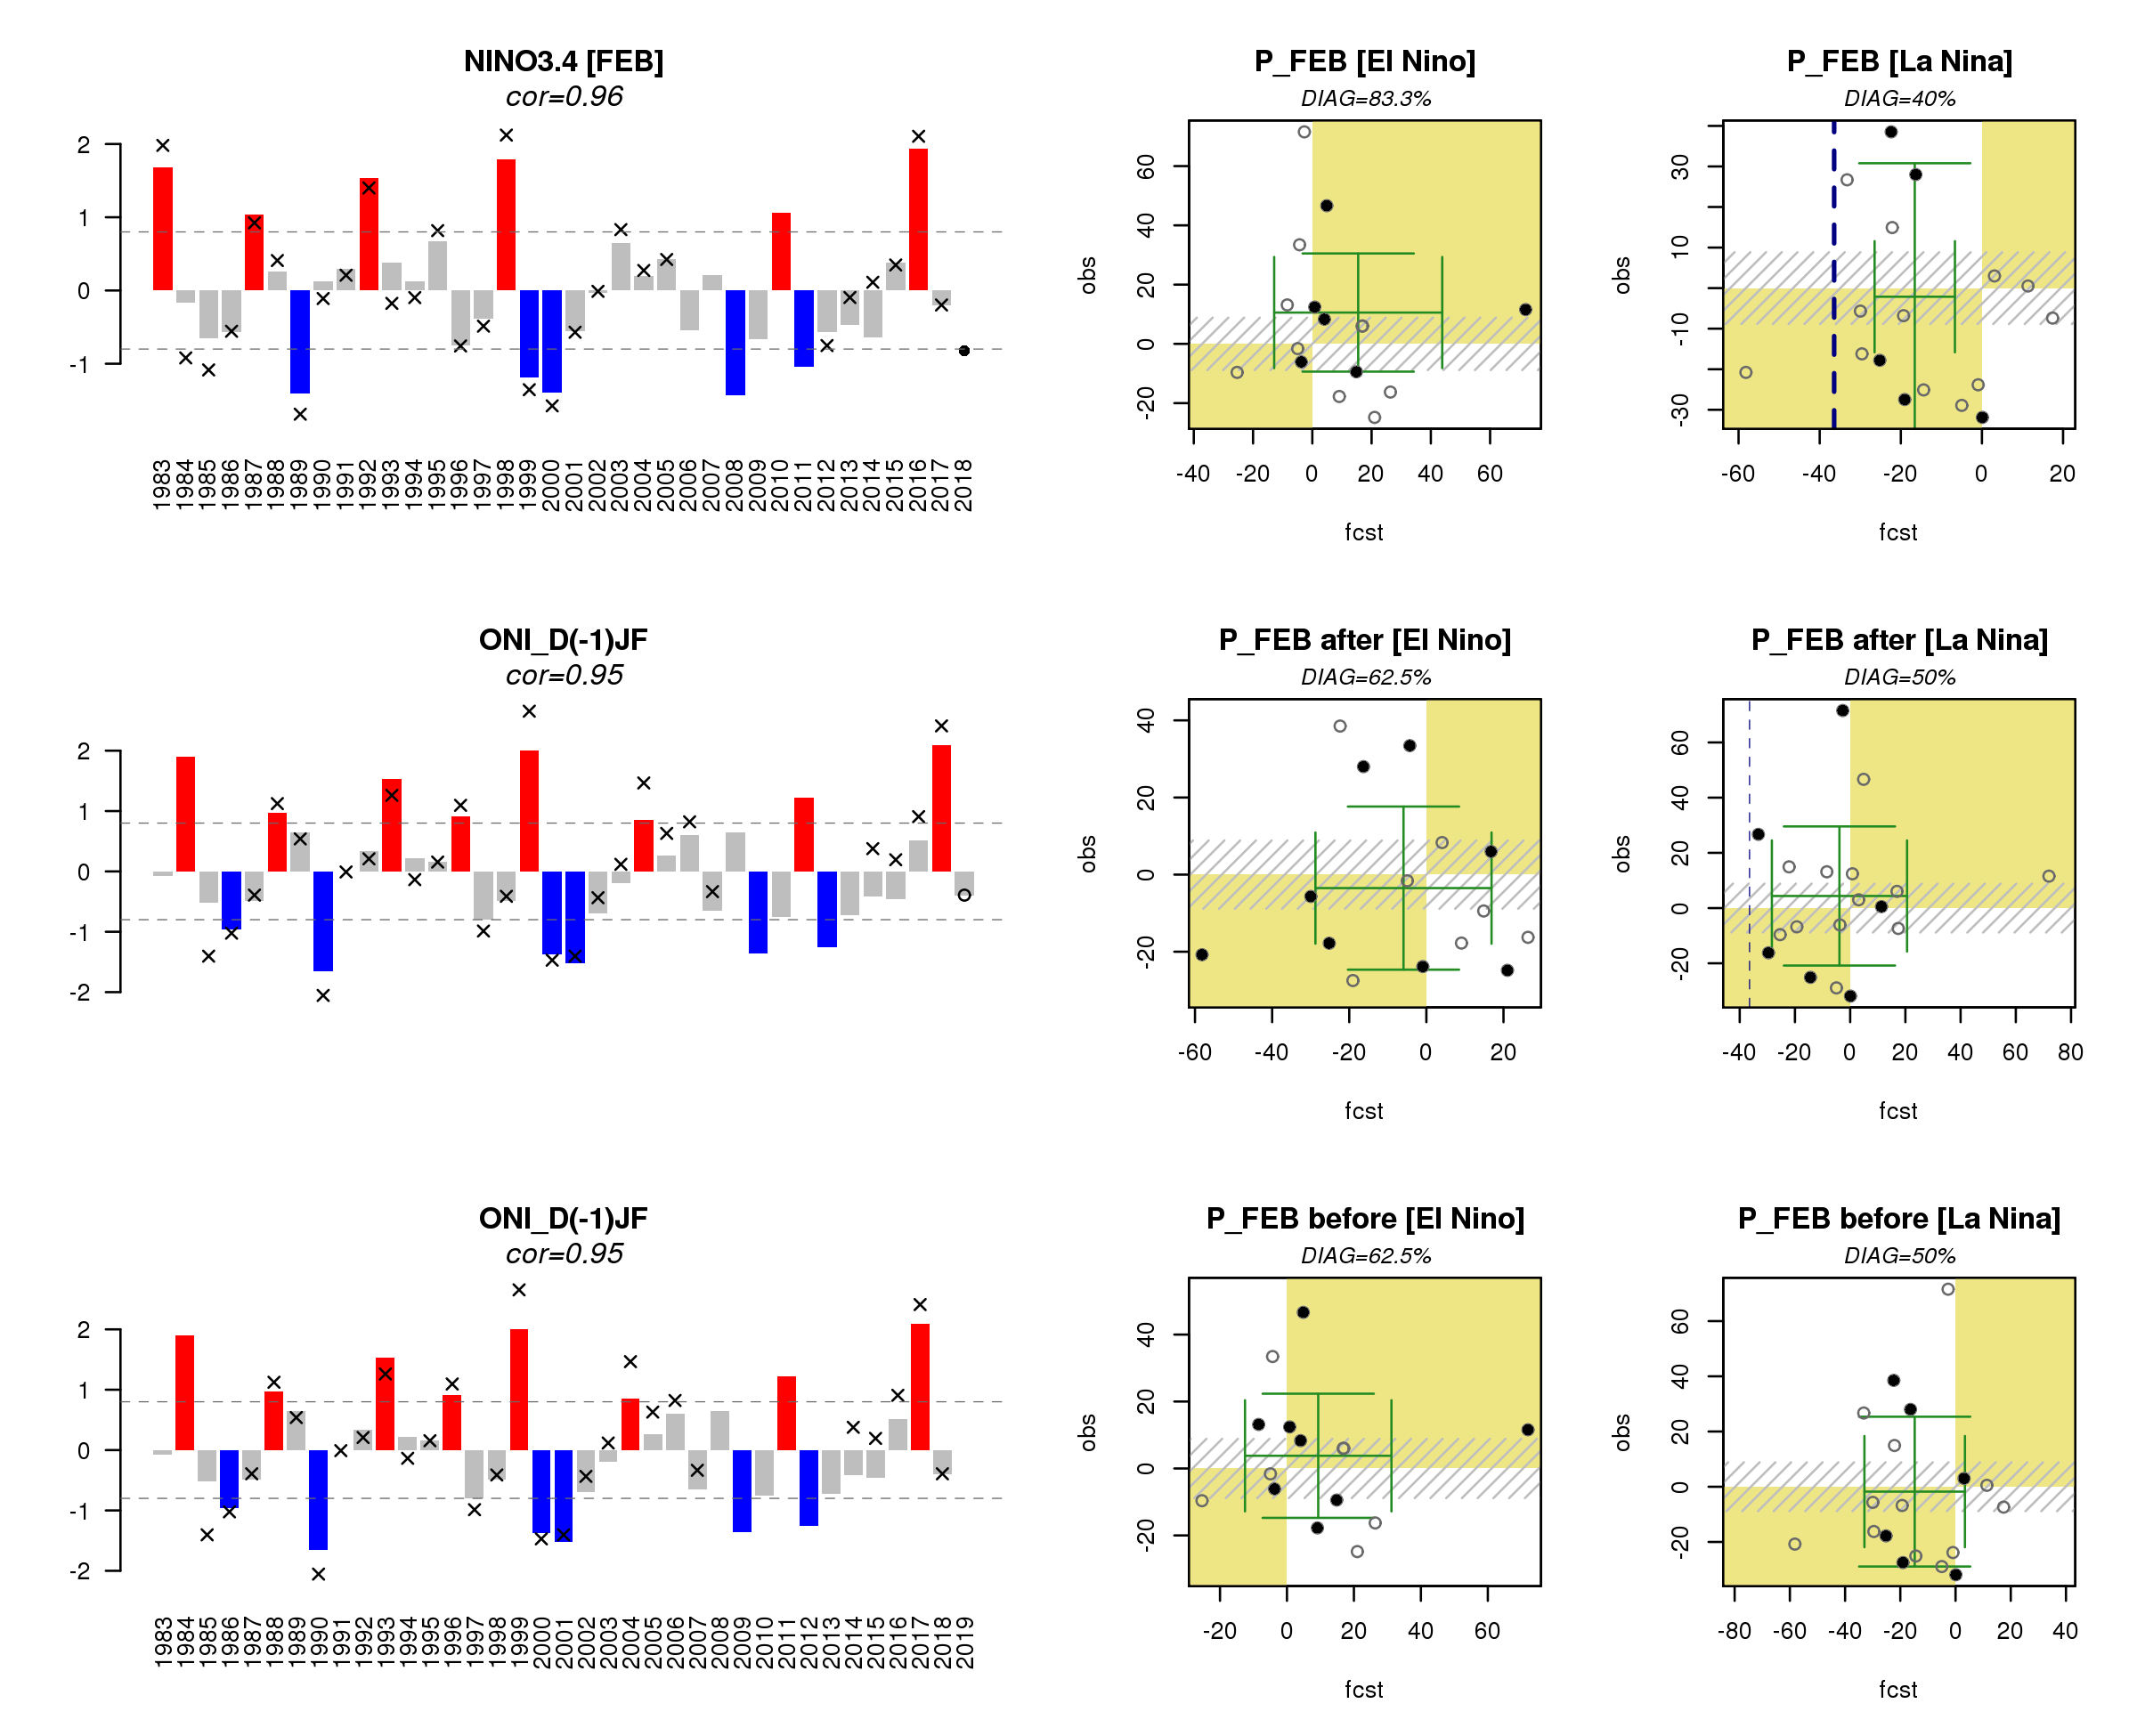 NINO3.4 [FEB]
cor=0.96
2
1
0
-1
1983 1984 1985 1986 1987 1988 1989 1990 1991 1992 1993 1994 1995 1996 1997 1998 1999 2000 2001 2002 2003 2004 2005 2006 2007 2008 2009 2010 2011 2012 2013 2014 2015 2016 2017 2018
P_FEB [El Nino]
DIAG=83.3%
obs
60
40
20
0
-20
-40 -20 0 20 40 60
fcst
P_FEB [La Nina]
DIAG=40%
obs
30
10
-10
-30
-60 -40 -20 0 20
fcst
ONI_D(-1)JF
cor=0.95
2
1
0
-1
-2
P_FEB after [El Nino]
DIAG=62.5%
obs
40
20
0
-20
-60 -40 -20 0 20
fcst
P_FEB after [La Nina]
DIAG=50%
obs
60
40
20
0
-20
-40 -20 0 20 40 60 80
fcst
ONI_D(-1)JF
cor=0.95
2
1
0
-1
-2
1983 1984 1985 1986 1987 1988 1989 1990 1991 1992 1993 1994 1995 1996 1997 1998 1999 2000 2001 2002 2003 2004 2005 2006 2007 2008 2009 2010 2011 2012 2013 2014 2015 2016 2017 2018 2019
P_FEB before [El Nino]
DIAG=62.5%
obs
40
20
0
-20
-20 0 20 40 60
fcst
P_FEB before [La Nina]
DIAG=50%
obs
60
40
20
0
-20
-80 -60 -40 -20 0 20 40
fcst